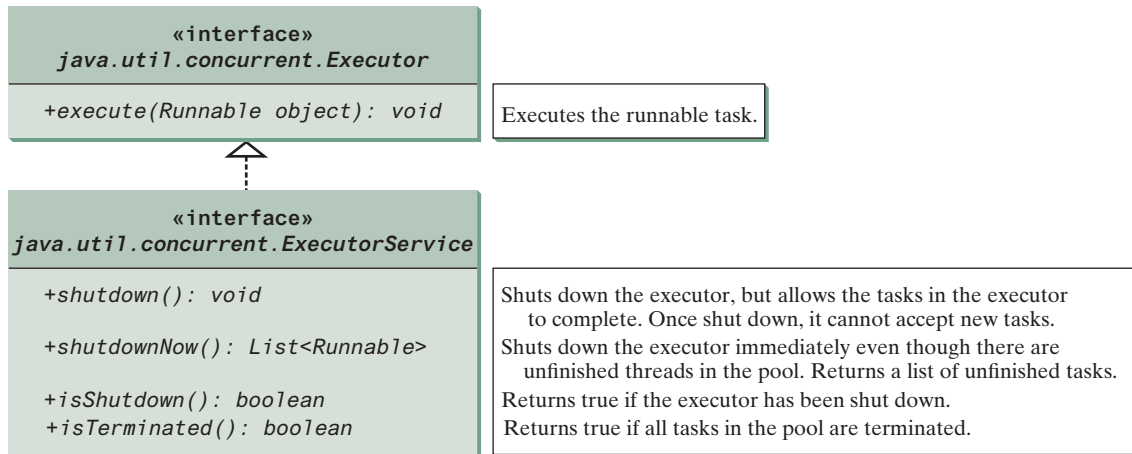 «interface»
java.util.concurrent.Executor
+execute(Runnable object): void
Executes the runnable task.
«interface»
java.util.concurrent.ExecutorService
+shutdown(): void
Shuts down the executor, but allows the tasks in the executor
to complete. Once shut down, it cannot accept new tasks.
+shutdownNow(): List<Runnable>
Shuts down the executor immediately even though there are
unfinished threads in the pool. Returns a list of unfinished tasks.
+isShutdown(): boolean
Returns true if the executor has been shut down.
+isTerminated(): boolean
Returns true if all tasks in the pool are terminated.